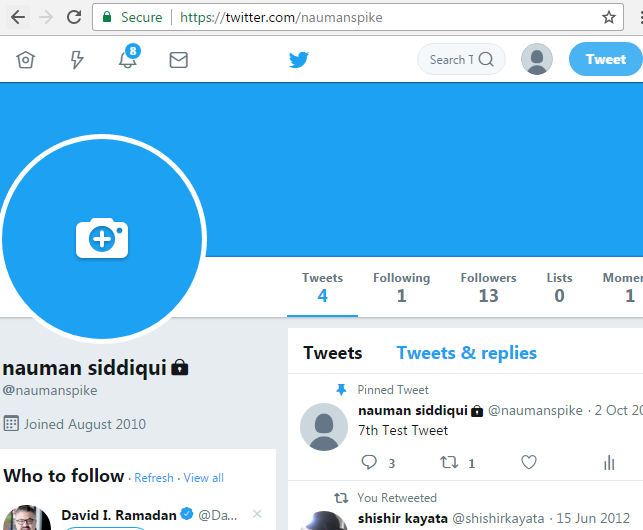 Secure https://twitter.com/naumanspike
8
Search T
Tweet
Tweets Following Followers Lists Momen
4 1 13 0 1
nauman siddiqui
@naumanspike
Joined August 2010
Who to follow · Refresh · View all
David I. Ramadan @Da...
Tweets Tweets & replies
Pinned Tweet
nauman siddiqui @naumanspike · 2 Oct 20
7th Test Tweet
3 1
You Retweeted
shishir kayata @shishirkayata · 15 Jun 2012